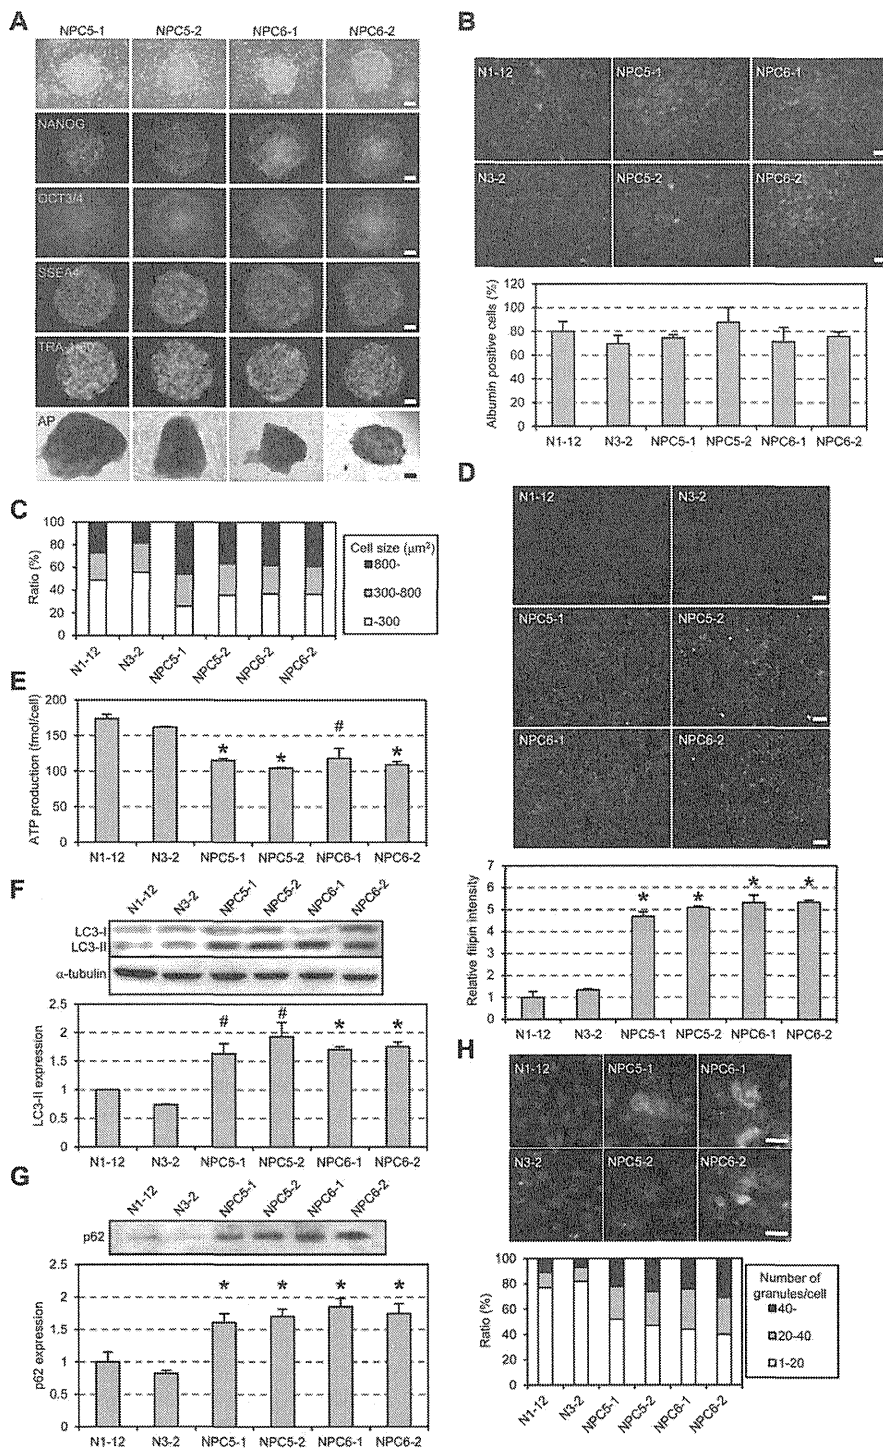 A
NPC5-1 NPC5-2 NPC6-1 NPC6-2
NANOG
OCT3/4
SSEA4
TRA-1-60
AP
B
N1-12 NPC5-1 NPC6-1
N3-2 NPC5-2 NPC6-2
Albumin positive cells (%)
120
100
80
60
40
20
0
N1-12 N3-2 NPC5-1 NPC5-2 NPC6-1 NPC6-2
C
Ratio (%)
100
80
60
40
20
0
N1-12 N3-2 NPC5-1 NPC5-2 NPC6-2 NPC6-2
Cell size (μm²)
800-
300-800
-300
D
N1-12 N3-2
NPC5-1 NPC5-2
NPC6-1 NPC6-2
Relative filipin intensity
7
6
5
4
3
2
1
0
* * * *
N1-12 N3-2 NPC5-1 NPC5-2 NPC6-1 NPC6-2
E
ATP production (fmol/cell)
200
150
100
50
0
* * # *
N1-12 N3-2 NPC5-1 NPC5-2 NPC6-1 NPC6-2
F
N1-12 N3-2 NPC5-1 NPC5-2 NPC6-1 NPC6-2
LC3-I
LC3-II
α-tubulin
LC3-II expression
2.5
2
1.5
1
0.5
0
# # * *
N1-12 N3-2 NPC5-1 NPC5-2 NPC6-1 NPC6-2
G
N1-12 N3-2 NPC5-1 NPC5-2 NPC6-1 NPC6-2
p62
p62 expression
2.5
2
1.5
1
0.5
0
* * * *
N1-12 N3-2 NPC5-1 NPC5-2 NPC6-1 NPC6-2
H
N1-12 NPC5-1 NPC6-1
N3-2 NPC5-2 NPC6-2
Ratio (%)
100
80
60
40
20
0
N1-12 N3-2 NPC5-1 NPC5-2 NPC6-1 NPC6-2
Number of
granules/cell
40-
20-40
1-20